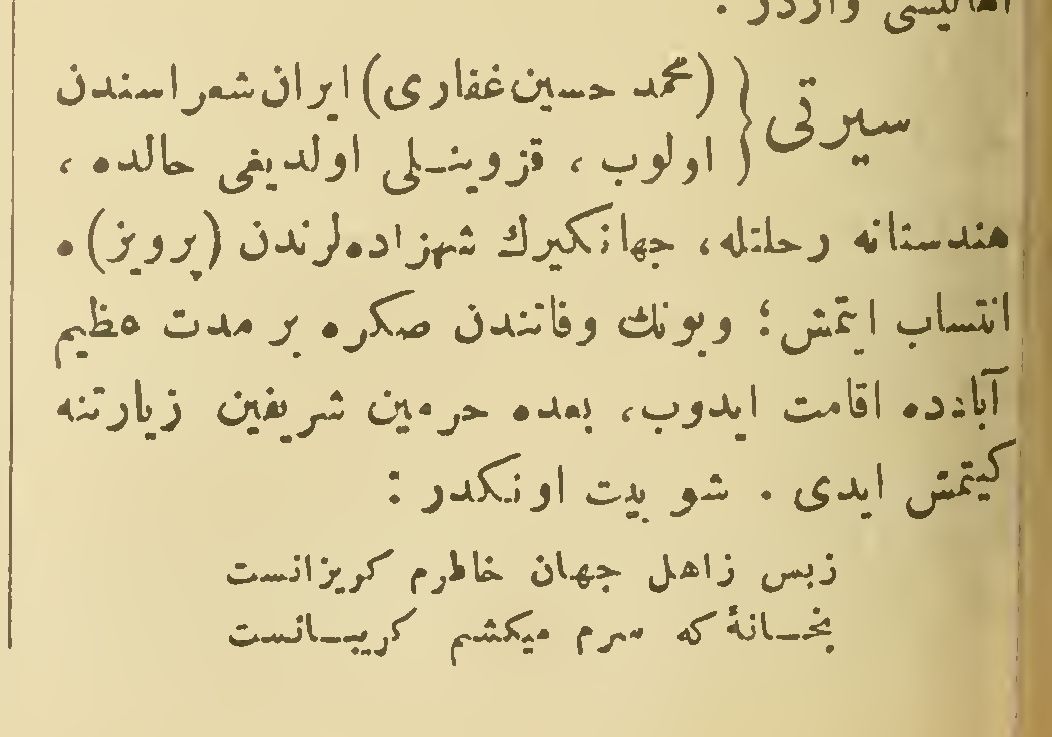 اهالیسی واردر .
سیرتی { (محمد حسین غفاری) ایران شعراسندن
اولوب ، قزوینلی اولدیغی حالده ،
هندستانه رحلتله، جهانکیرك شهزاده‌لرندن (پرویز) ه
انتساب ایتمش؛ وبونك وفاتندن صکره بر مدت عظیم
آبادده اقامت ایدوب، بعده حرمین شریفین زیارتنه
کیتمش ایدی . شو بیت اونکدر :
زبس زاهل جهان خاطرم کریزانست
بخانهٔ که سرم میکشم کریبانست